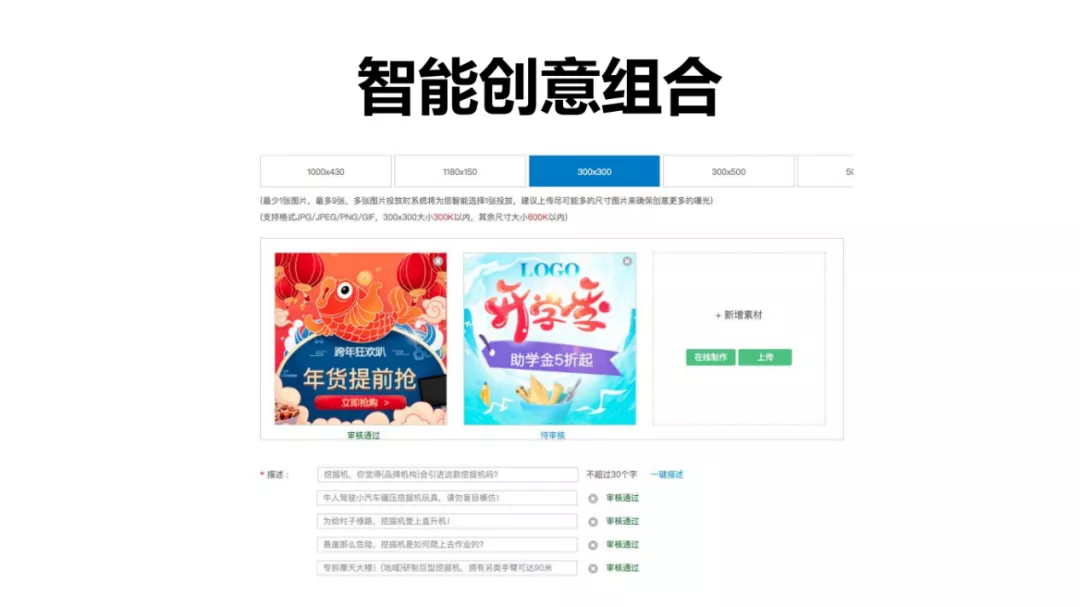 智能创意组合
1000x430
1180x150
300x300
300x500
50
(最少1张图片，最多9张，多张图片投放时系统将为您智能选择1张投放，建议上传尽可能多的尺寸图片来确保创意更多的曝光)
(支持格式JPG/JPEG/PNG/GIF，300x300大小300K以内，其余尺寸大小600K以内)
跨年狂欢趴
年货提前抢
立即抢购 >
审核通过
LOGO
开学季
助学金5折起
待审核
+ 新增素材
在线制作
上传
* 描述：
挖掘机，你觉得{品牌机构}会引进这款挖掘机吗？
不超过30个字
一键描述
牛人驾驶小汽车碾压挖掘机玩具，请勿盲目模仿！
审核通过
为给村子修路，挖掘机登上直升机！
审核通过
悬崖那么危险，挖掘机是如何爬上去作业的？
审核通过
专拆摩天大楼！{地域}研制巨型挖掘机，拥有另类手臂可达90米
审核通过